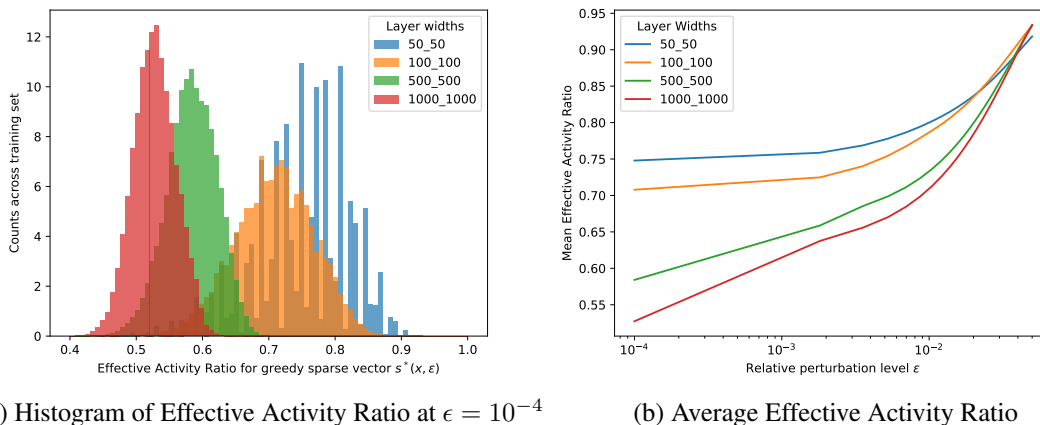 Layer widths
50_50
100_100
500_500
1000_1000
12
10
8
6
4
2
0
Counts across training set
0.4 0.5 0.6 0.7 0.8 0.9 1.0
Effective Activity Ratio for greedy sparse vector s*(x, ε)
) Histogram of Effective Activity Ratio at ϵ = 10⁻⁴
Layer widths
50_50
100_100
500_500
1000_1000
0.95
0.90
0.85
0.80
0.75
0.70
0.65
0.60
0.55
Mean Effective Activity Ratio
10⁻⁴ 10⁻³ 10⁻²
Relative perturbation level ε
(b) Average Effective Activity Ratio